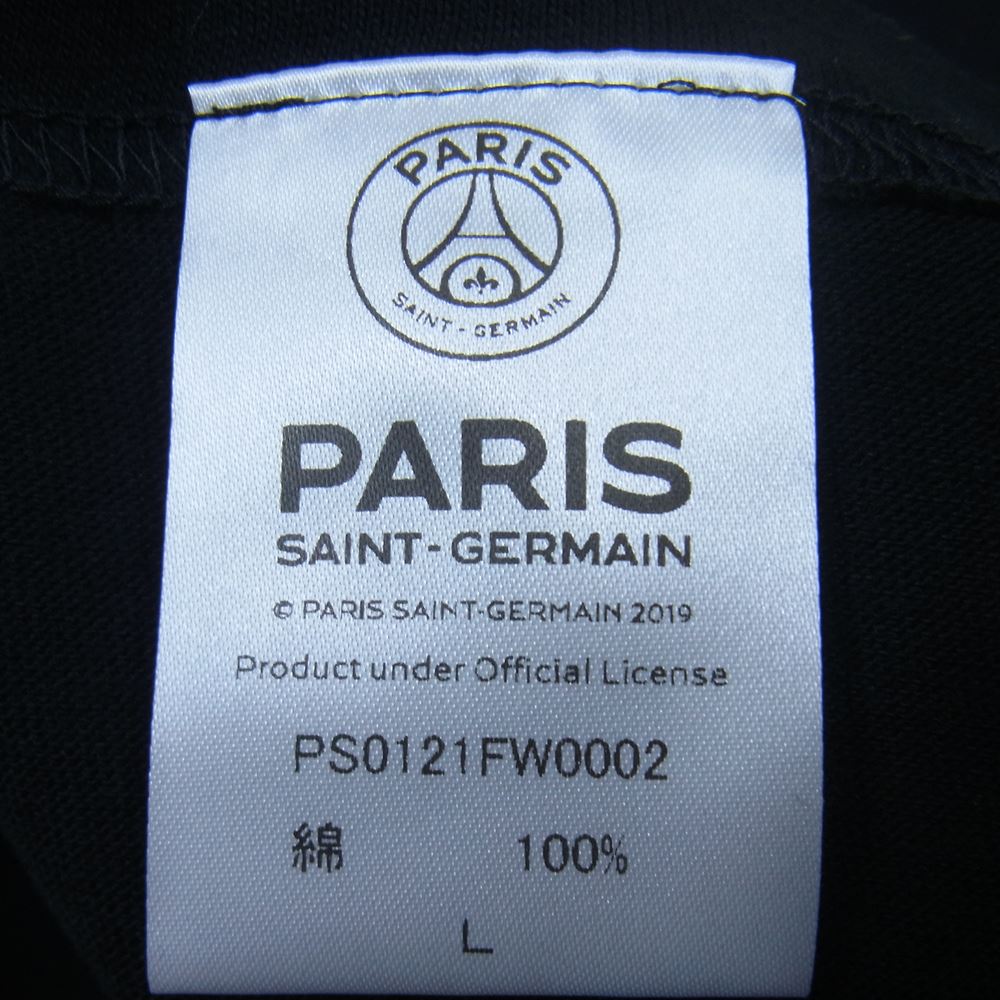 PARIS
SAINT-GERMAIN
PARIS
SAINT-GERMAIN
© PARIS SAINT-GERMAIN 2019
Product under Official License
PS0121FW0002
綿 100%
L